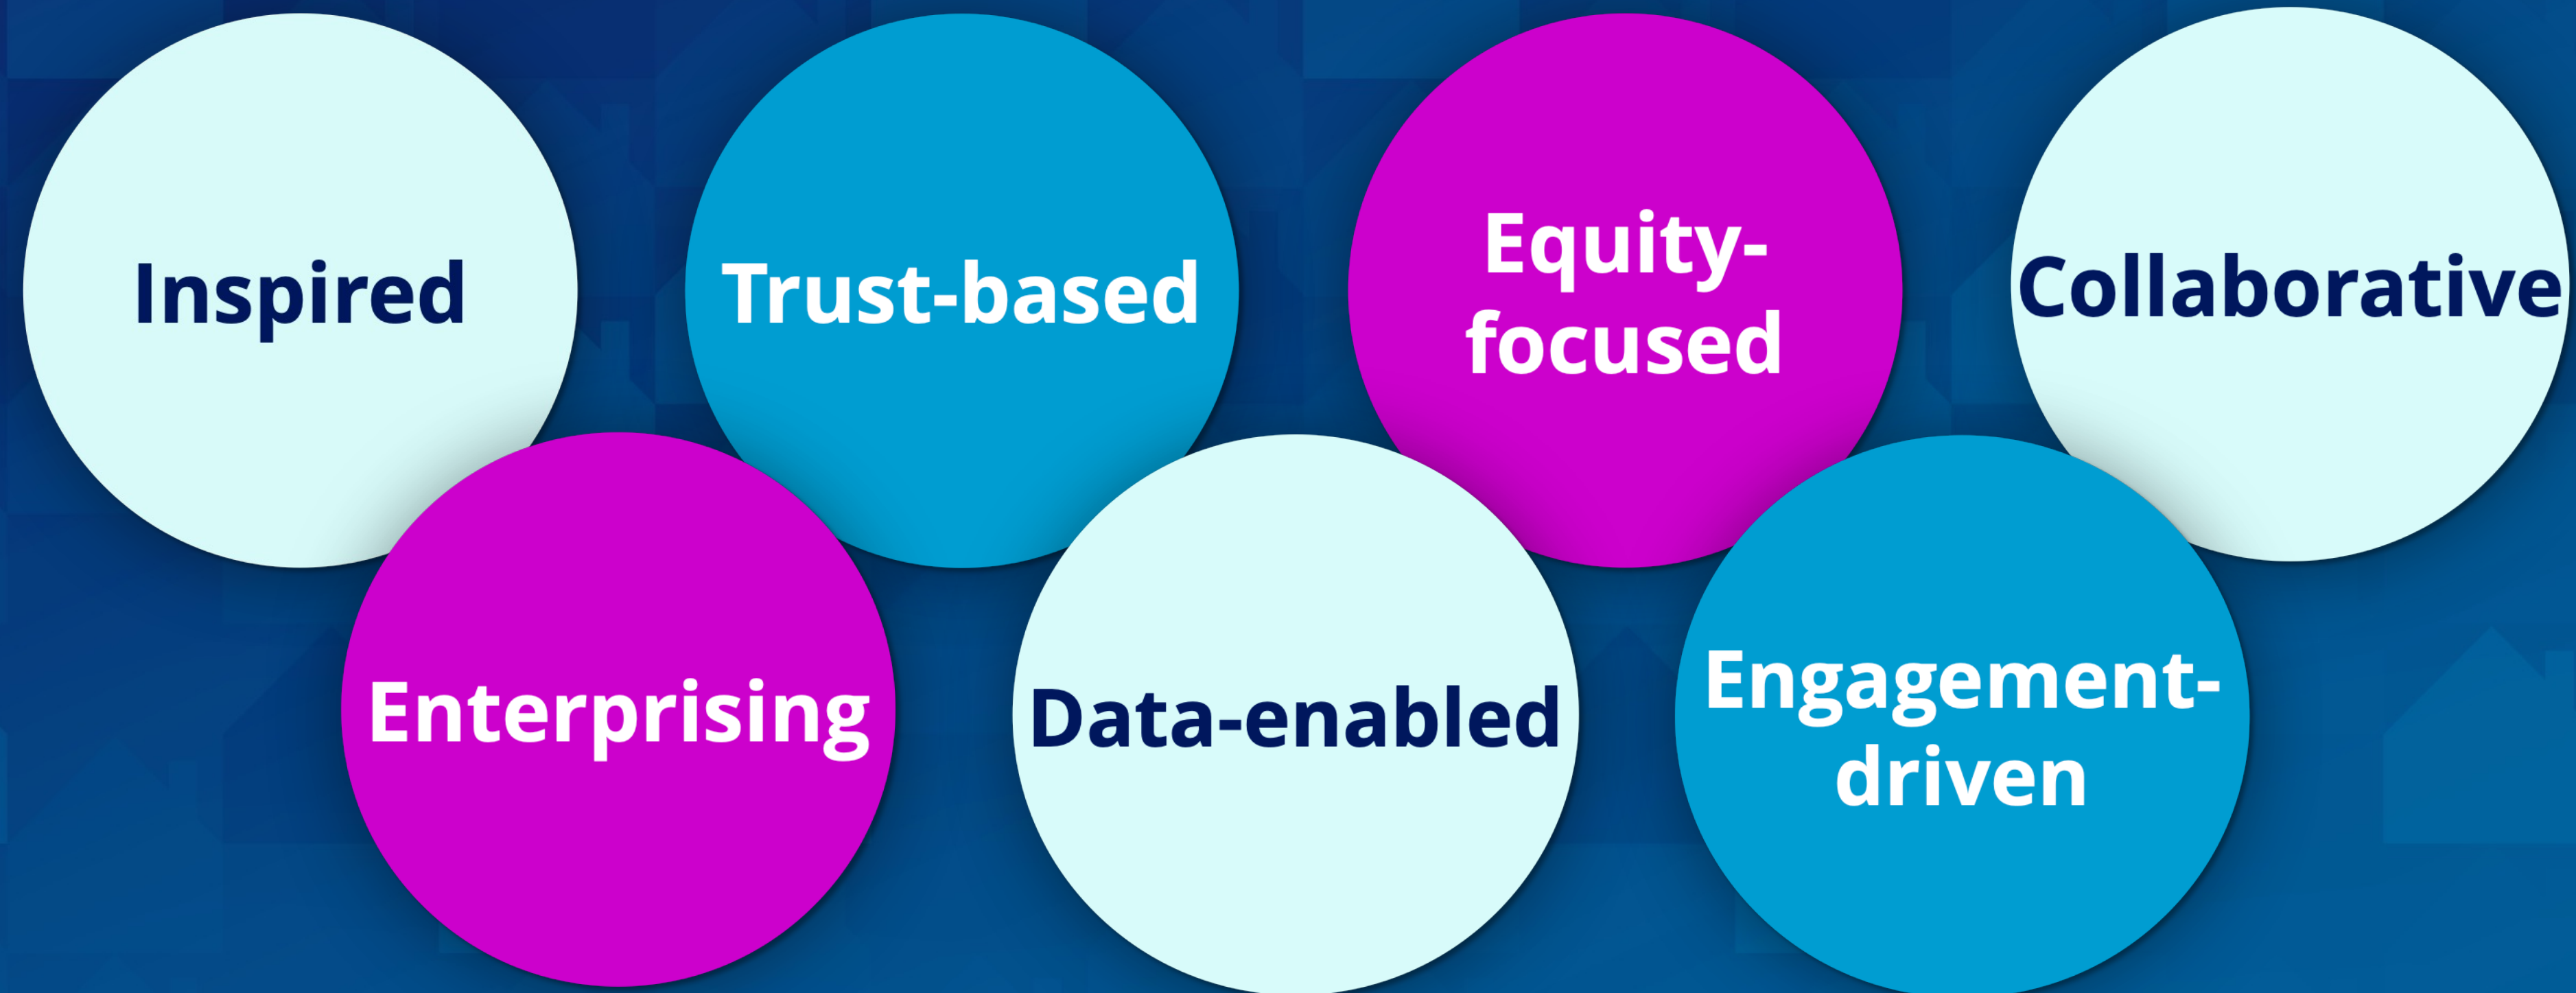 Inspired
Trust-based
Equity-
focused
Collaborative
Enterprising
Data-enabled
Engagement-
driven